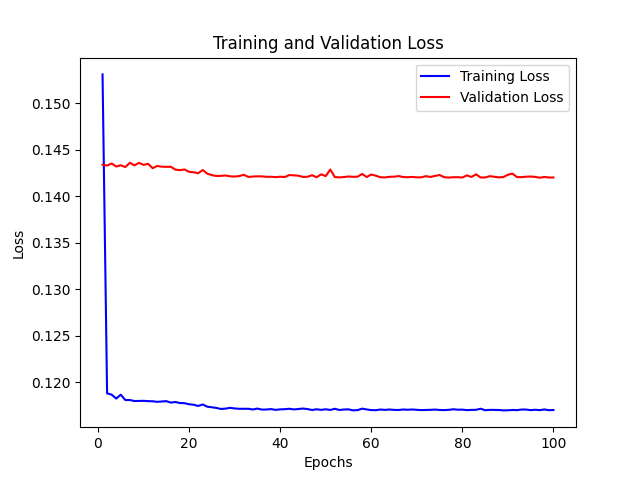 Training and Validation Loss
Training Loss
Validation Loss
0.150
0.145
0.140
0.135
0.130
0.125
0.120
Loss
0 20 40 60 80 100
Epochs